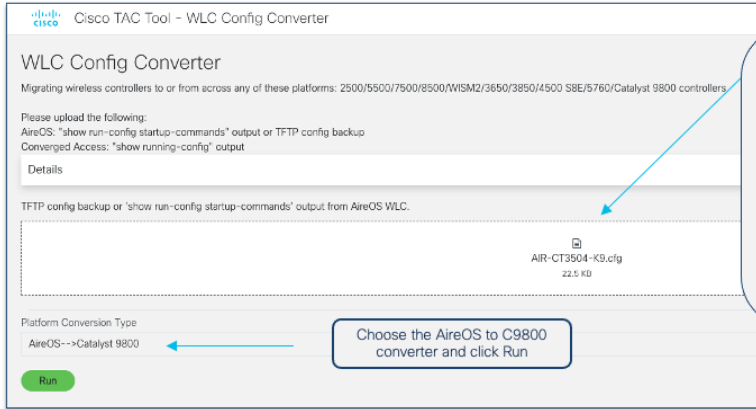 cisco Cisco TAC Tool - WLC Config Converter
WLC Config Converter
Migrating wireless controllers to or from across any of these platforms: 2500/5500/7500/8500/WISM2/3650/3850/4500 S8E/5760/Catalyst 9800 controllers.
Please upload the following:
AireOS: "show run-config startup-commands" output or TFTP config backup
Converged Access: "show running-config" output
Details
TFTP config backup or 'show run-config startup-commands' output from AireOS WLC.
AIR-CT3504-K9.cfg
22.5 KB
Platform Conversion Type
AireOS-->Catalyst 9800
Choose the AireOS to C9800
converter and click Run
Run